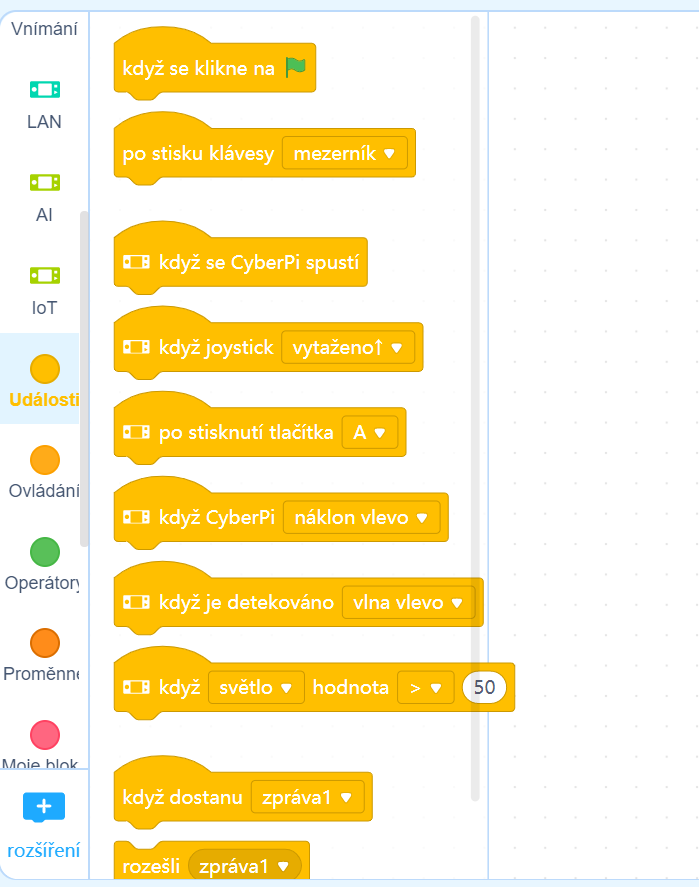 Vnímání
LAN
AI
IoT
Události
Ovládání
Operátory
Proměnné
Moje blok
rozšíření
když se klikne na
po stisku klávesy mezerník
když se CyberPi spustí
když joystick vytaženo↑
po stisknutí tlačítka A
když CyberPi náklon vlevo
když je detekováno vlna vlevo
když světlo hodnota > 50
když dostanu zpráva1
rozešli zpráva1